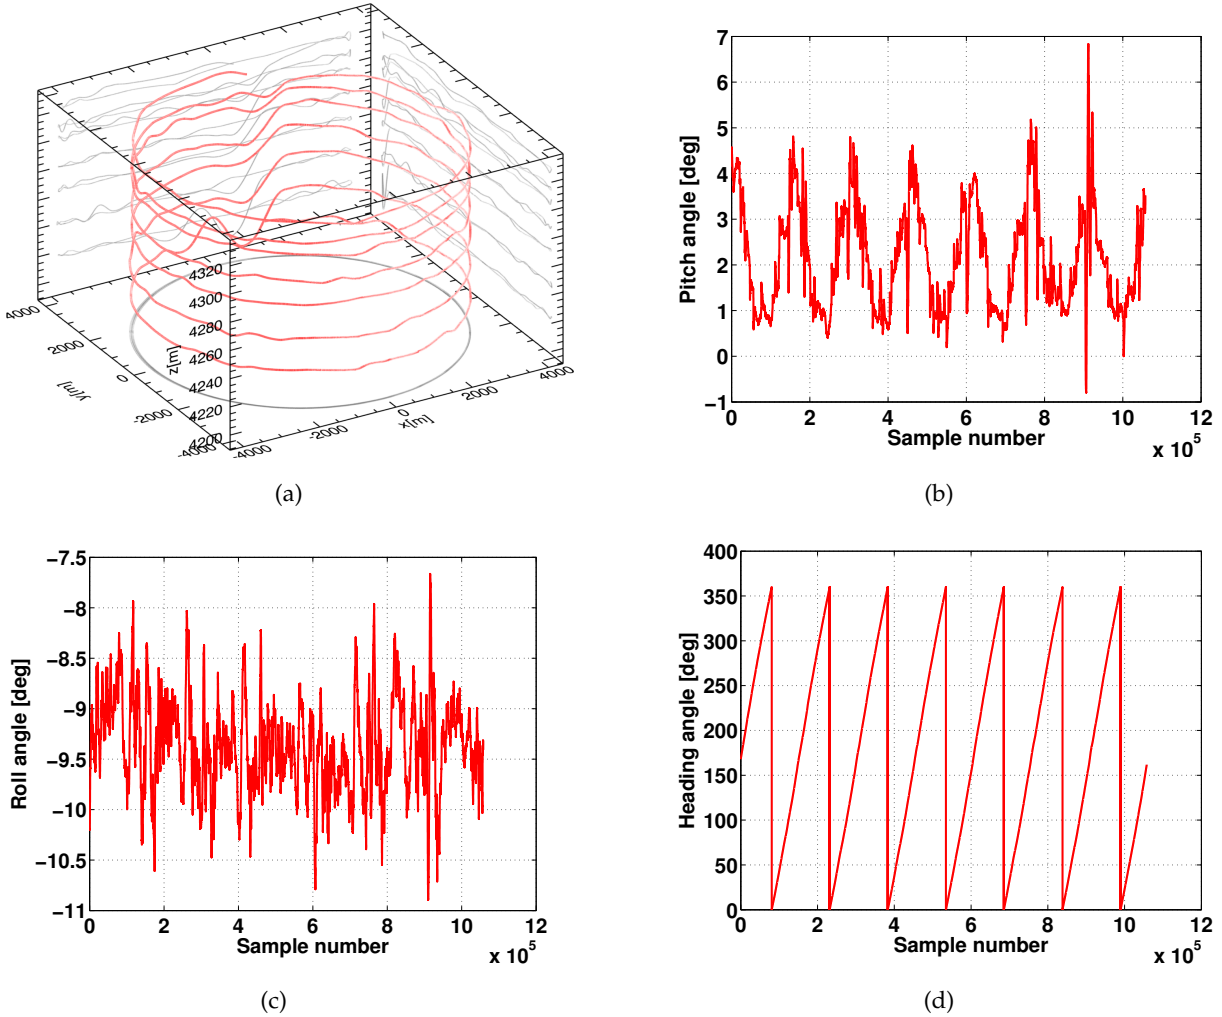 4320
4300
4280
4260
4240
4220
4200
z[m]
4000
2000
0
-2000
-4000
y[m]
-4000
-2000
0
2000
4000
x[m]
(a)
7
6
5
4
3
2
1
0
−1
Pitch angle [deg]
0 2 4 6 8 10 12
Sample number
x 10^5
(b)
−7.5
−8
−8.5
−9
−9.5
−10
−10.5
−11
Roll angle [deg]
0 2 4 6 8 10 12
Sample number
x 10^5
(c)
400
350
300
250
200
150
100
50
0
Heading angle [deg]
0 2 4 6 8 10 12
Sample number
x 10^5
(d)